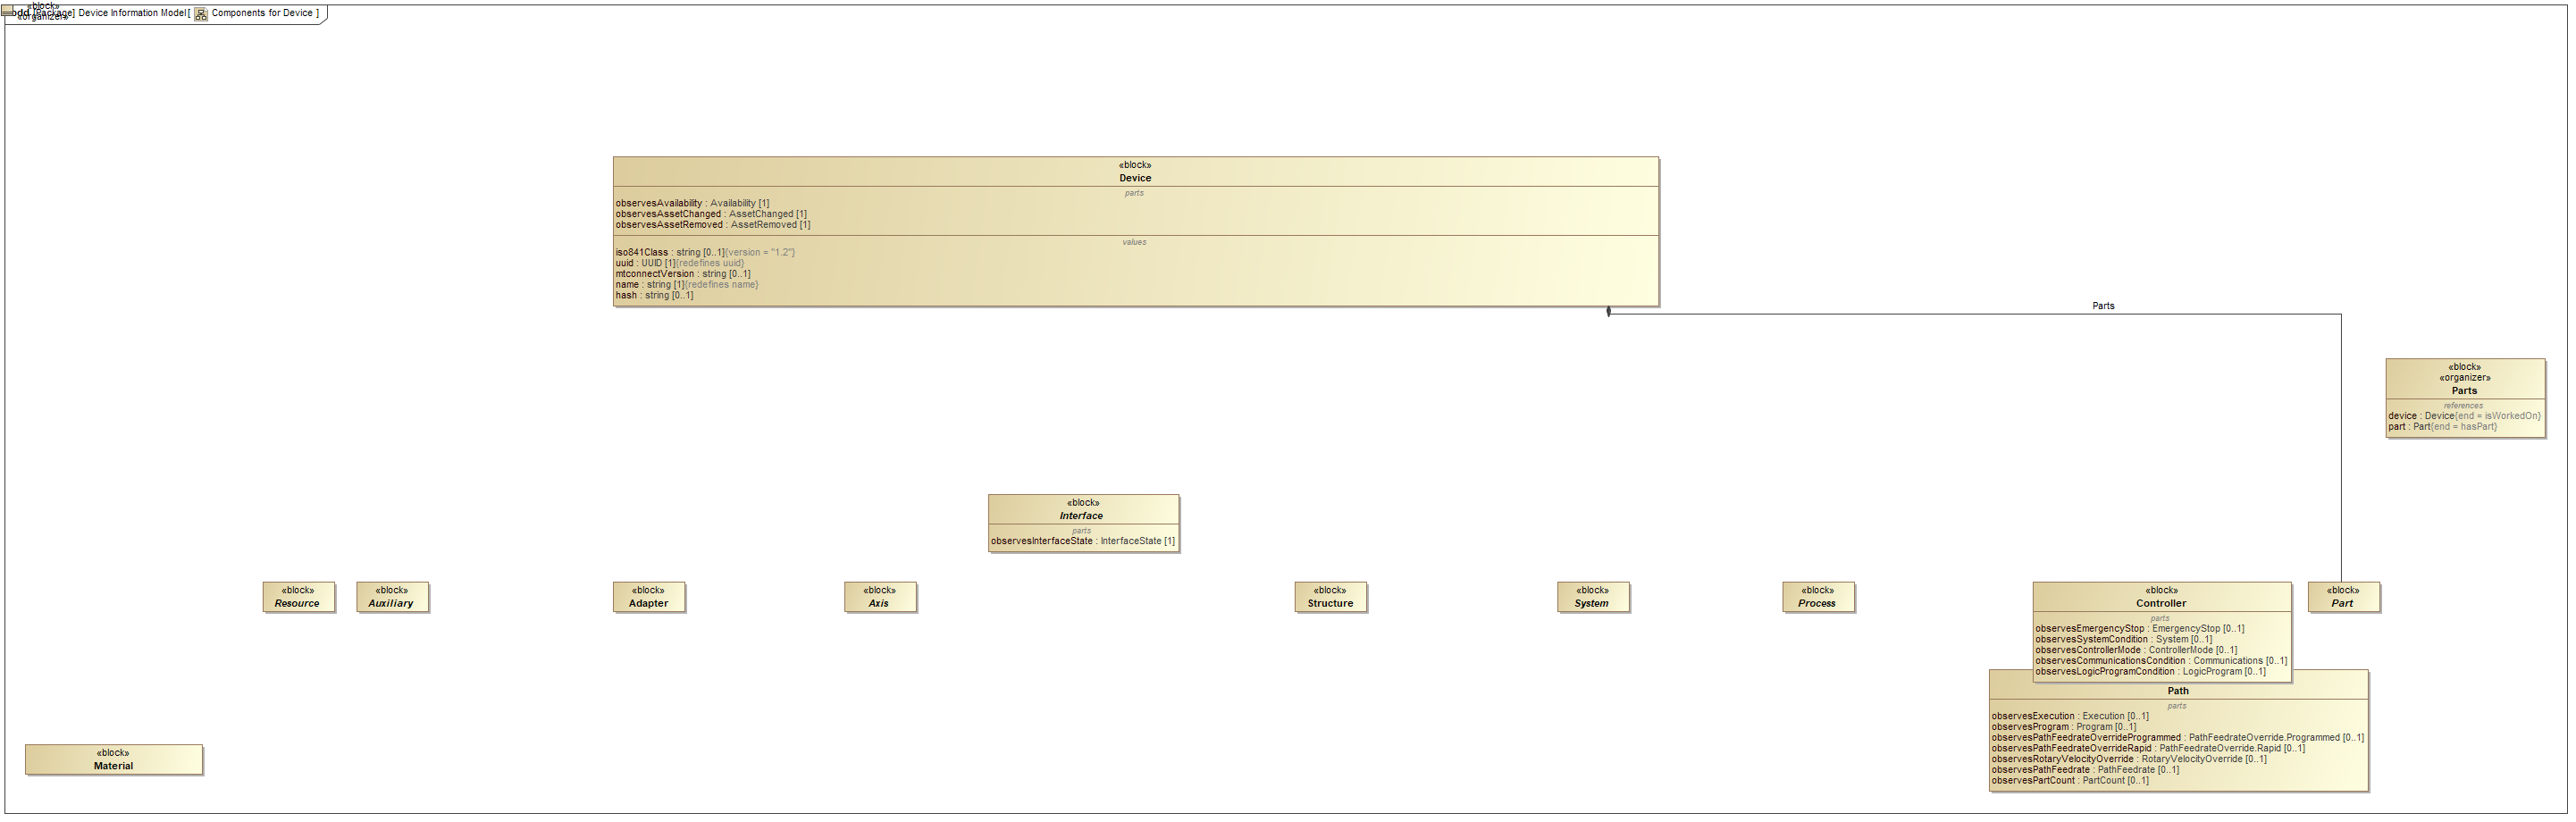 «block»
«organizer»
bdd [Package] Device Information Model[ Components for Device ]
«block»
Device
parts
observesAvailability : Availability [1]
observesAssetChanged : AssetChanged [1]
observesAssetRemoved : AssetRemoved [1]
values
iso841Class : string [0..1]{version = "1.2"}
uuid : UUID [1]{redefines uuid}
mtconnectVersion : string [0..1]
name : string [1]{redefines name}
hash : string [0..1]
Parts
«block»
«organizer»
Parts
references
device : Device{end = isWorkedOn}
part : Part{end = hasPart}
«block»
Interface
parts
observesInterfaceState : InterfaceState [1]
«block»
Resource
«block»
Auxiliary
«block»
Adapter
«block»
Axis
«block»
Structure
«block»
System
«block»
Process
«block»
Controller
parts
observesEmergencyStop : EmergencyStop [0..1]
observesSystemCondition : System [0..1]
observesControllerMode : ControllerMode [0..1]
observesCommunicationsCondition : Communications [0..1]
observesLogicProgramCondition : LogicProgram [0..1]
«block»
Part
Path
parts
observesExecution : Execution [0..1]
observesProgram : Program [0..1]
observesPathFeedrateOverrideProgrammed : PathFeedrateOverride.Programmed [0..1]
observesPathFeedrateOverrideRapid : PathFeedrateOverride.Rapid [0..1]
observesRotaryVelocityOverride : RotaryVelocityOverride [0..1]
observesPathFeedrate : PathFeedrate [0..1]
observesPartCount : PartCount [0..1]
«block»
Material